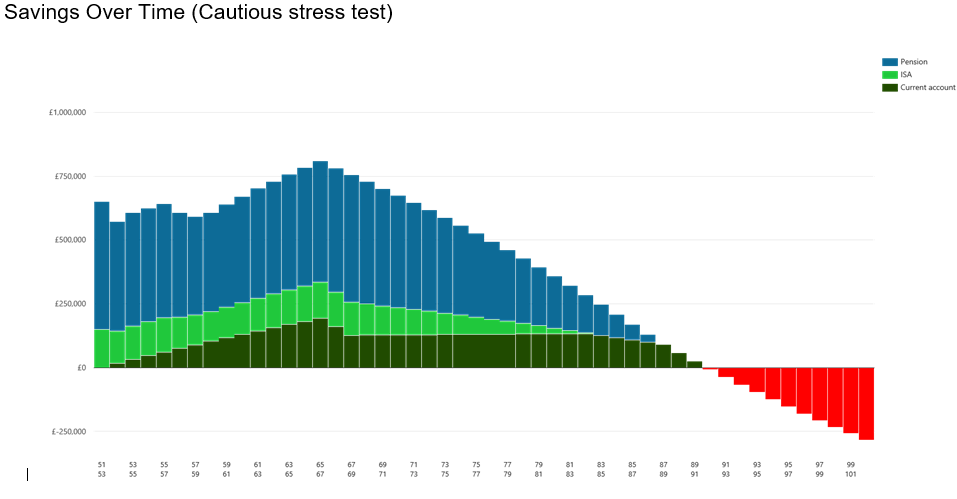 Savings Over Time (Cautious stress test)
Pension
ISA
Current account
£1,000,000
£750,000
£500,000
£250,000
£0
£-250,000
51 53 55 57 59 61 63 65 67 69 71 73 75 77 79 81 83 85 87 89 91 93 95 97 99
53 55 57 59 61 63 65 67 69 71 73 75 77 79 81 83 85 87 89 91 93 95 97 99 101